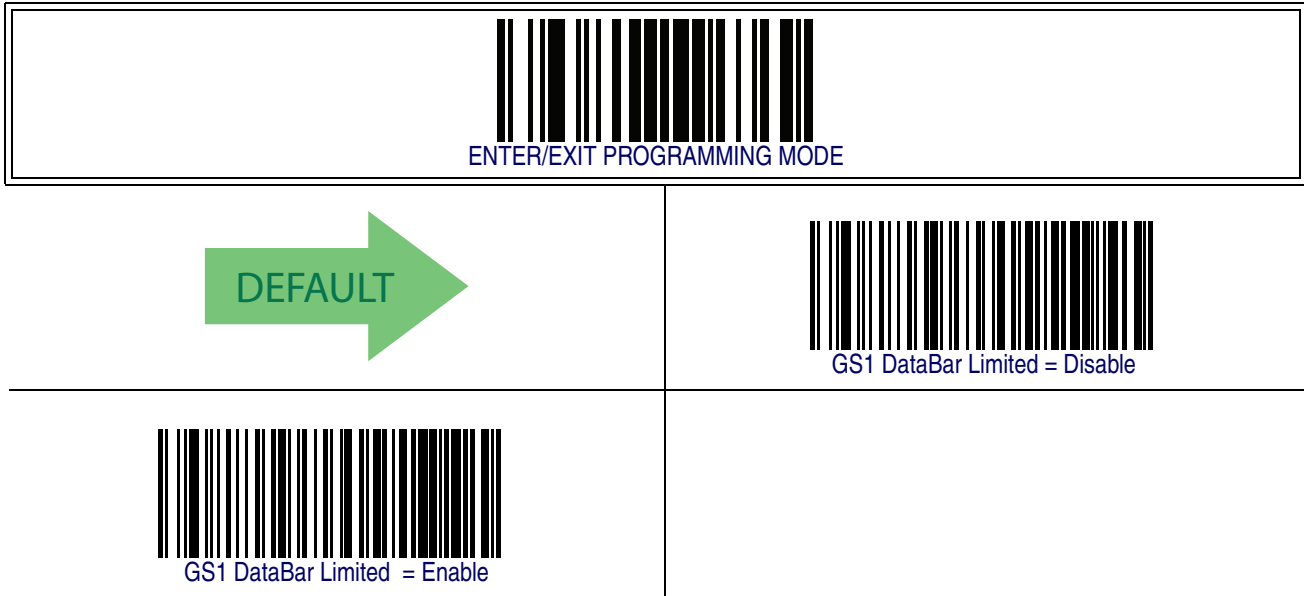 ENTER/EXIT PROGRAMMING MODE
DEFAULT
GS1 DataBar Limited = Disable
GS1 DataBar Limited = Enable